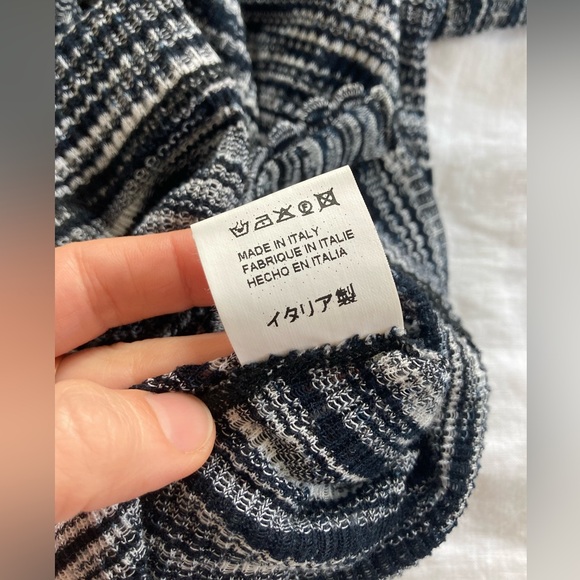 MADE IN ITALY
FABRIQUE IN ITALIE
HECHO EN ITALIA
イタリア製